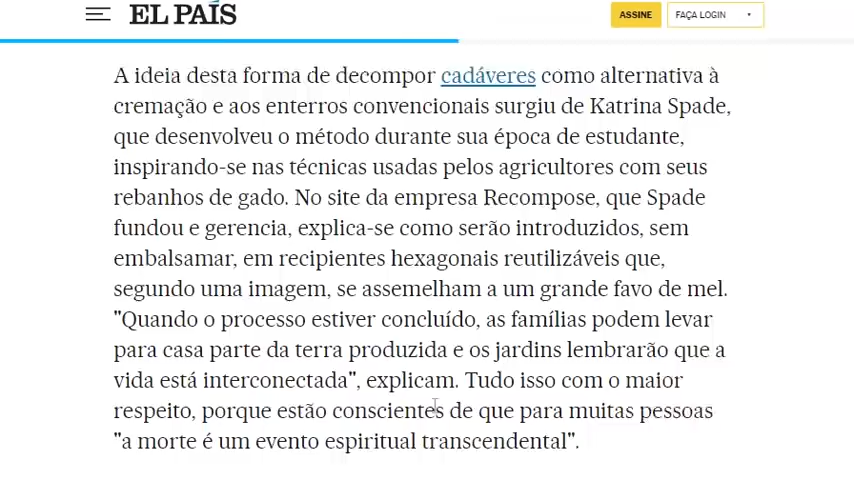 EL PAÍS
ASSINE
FAÇA LOGIN
A ideia desta forma de decompor cadáveres como alternativa à
cremação e aos enterros convencionais surgiu de Katrina Spade,
que desenvolveu o método durante sua época de estudante,
inspirando-se nas técnicas usadas pelos agricultores com seus
rebanhos de gado. No site da empresa Recompose, que Spade
fundou e gerencia, explica-se como serão introduzidos, sem
embalsamar, em recipientes hexagonais reutilizáveis que,
segundo uma imagem, se assemelham a um grande favo de mel.
"Quando o processo estiver concluído, as famílias podem levar
para casa parte da terra produzida e os jardins lembrarão que a
vida está interconectada", explicam. Tudo isso com o maior
respeito, porque estão conscientes de que para muitas pessoas
"a morte é um evento espiritual transcendental".